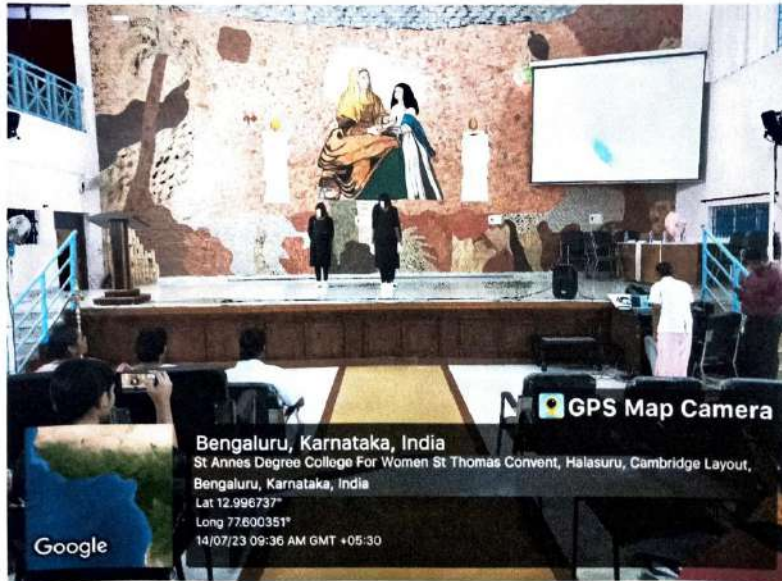 GPS Map Camera
Bengaluru, Karnataka, India
St Annes Degree College For Women St Thomas Convent, Halasuru, Cambridge Layout,
Bengaluru, Karnataka, India
Lat 12.996737°
Long 77.600351°
14/07/23 09:36 AM GMT +05:30
Google